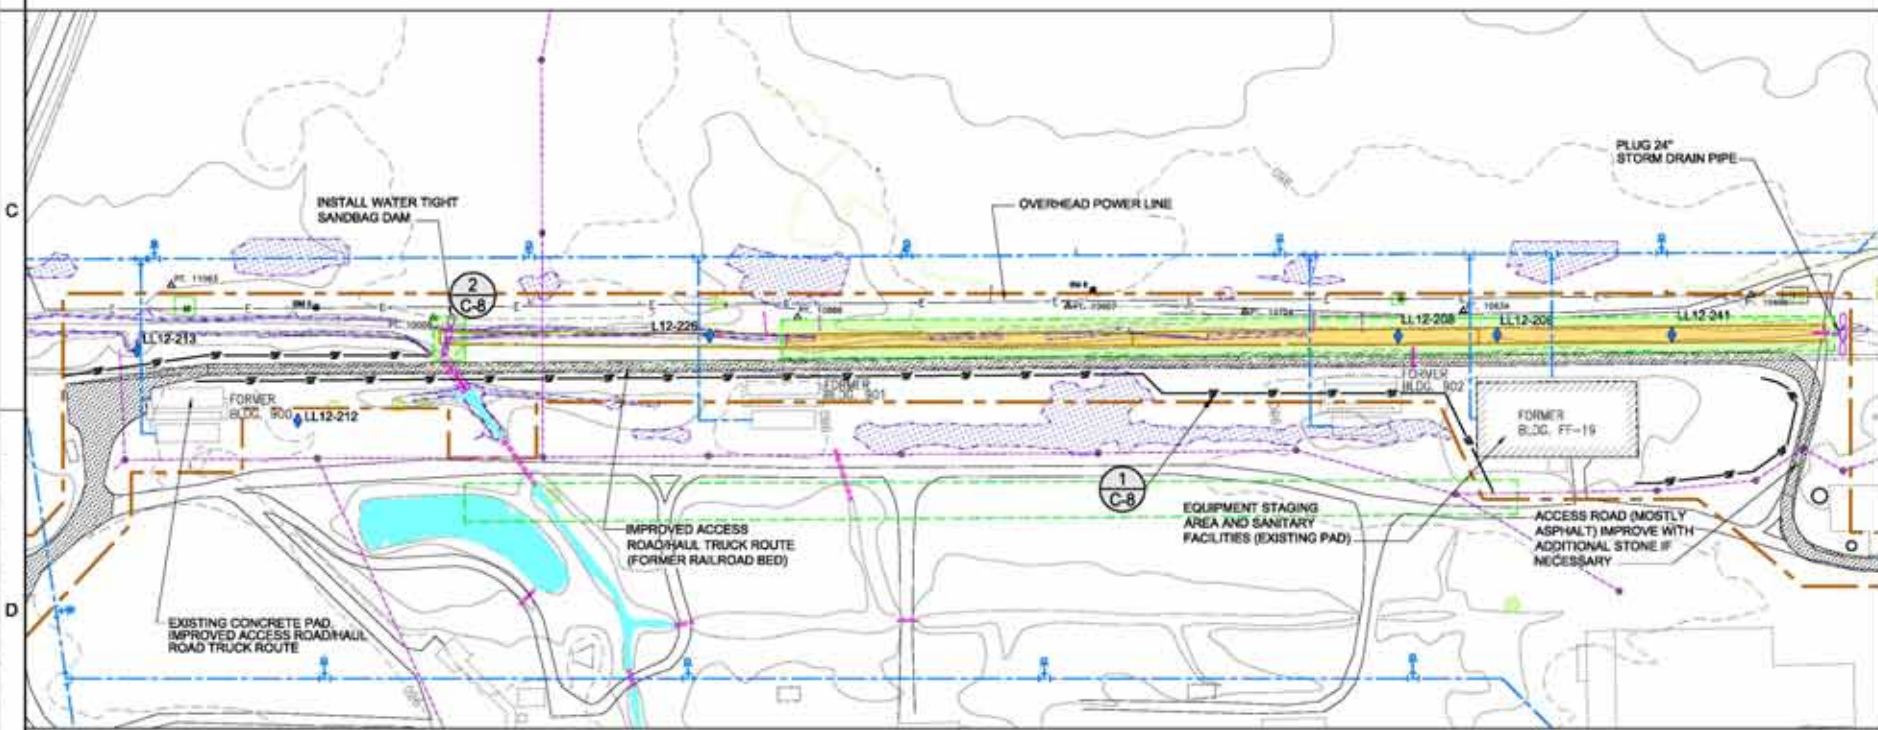 PLUG 24"
STORM DRAIN PIPE
C
INSTALL WATER TIGHT
SANDBAG DAM
OVERHEAD POWER LINE
2
C-8
LL12-213
L12-225
LL12-208
LL12-206
LL12-241
FORMER
BLDG. 900
LL12-212
FORMER
BLDG. 901
FORMER
BLDG. 902
FORMER
BLDG. FF-19
1
C-8
EQUIPMENT STAGING
AREA AND SANITARY
FACILITIES (EXISTING PAD)
ACCESS ROAD (MOSTLY
ASPHALT) IMPROVE WITH
ADDITIONAL STONE IF
NECESSARY
IMPROVED ACCESS
ROAD/HAUL TRUCK ROUTE
(FORMER RAILROAD BED)
D
EXISTING CONCRETE PAD,
IMPROVED ACCESS ROAD/HAUL
ROAD TRUCK ROUTE